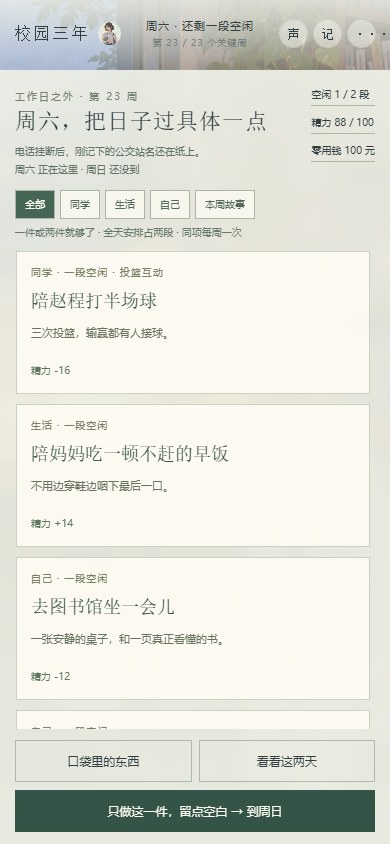 校园三年
周六 · 还剩一段空闲
第 23 / 23 个关键周
声
记
···
工作日之外 · 第 23 周
周六，把日子过具体一点
电话挂断后，刚记下的公交站名还在纸上。
周六 正在这里 · 周日 还没到
空闲 1 / 2 段
精力 88 / 100
零用钱 100 元
全部
同学
生活
自己
本周故事
一件或两件就够了 · 全天安排占两段 · 同项每周一次
同学 · 一段空闲 · 投篮互动
陪赵程打半场球
三次投篮，输赢都有人接球。
精力 -16
生活 · 一段空闲
陪妈妈吃一顿不赶的早饭
不用边穿鞋边咽下最后一口。
精力 +14
自己 · 一段空闲
去图书馆坐一会儿
一张安静的桌子，和一页真正看懂的书。
精力 -12
口袋里的东西
看看这两天
只做这一件，留点空白 → 到周日